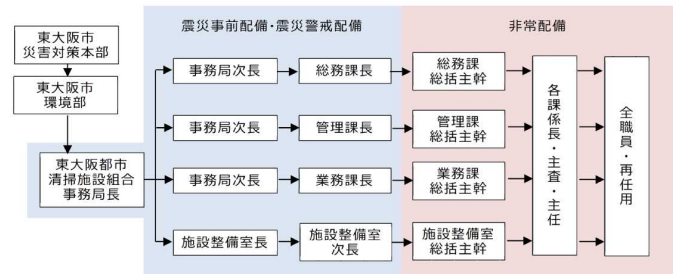 震災事前配備・震災警戒配備
非常配備
東大阪市
災害対策本部
東大阪市
環境部
東大阪都市
清掃施設組合
事務局長
事務局次長
総務課長
総務課
総括主幹
事務局次長
管理課長
管理課
総括主幹
事務局次長
業務課長
業務課
総括主幹
施設整備室長
施設整備室
次長
施設整備室
総括主幹
各課係長・主査・主任
全職員・再任用